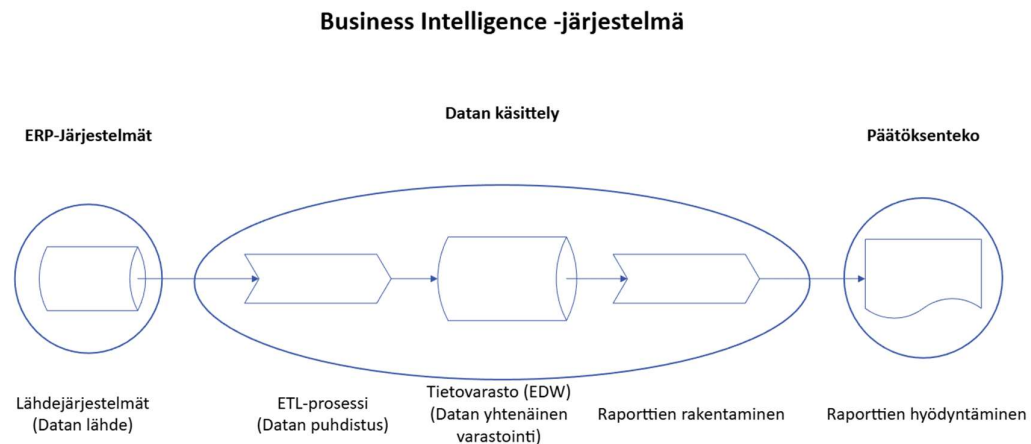 Business Intelligence -järjestelmä
Datan käsittely
ERP-Järjestelmät
Päätöksenteko
Lähdejärjestelmät
(Datan lähde)
ETL-prosessi
(Datan puhdistus)
Tietovarasto (EDW)
(Datan yhtenäinen
varastointi)
Raporttien rakentaminen
Raporttien hyödyntäminen